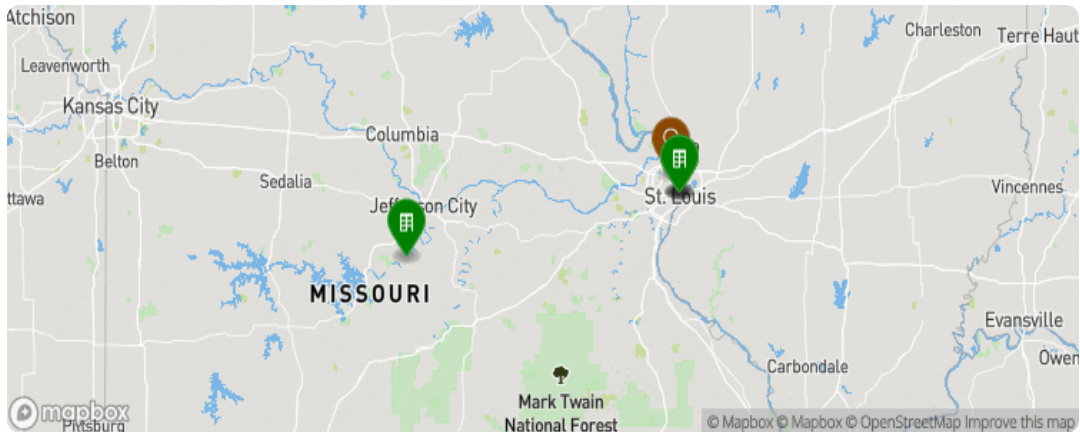 Atchison
Charleston
Terre Haut
Leavenworth
Kansas City
Columbia
Belton
Sedalia
ttawa
Vincennes
St. Louis
Jefferson City
MISSOURI
Evansville
Owen
Carbondale
Mark Twain
National Forest
mapbox
Pittsburg
© Mapbox © Mapbox © OpenStreetMap Improve this map